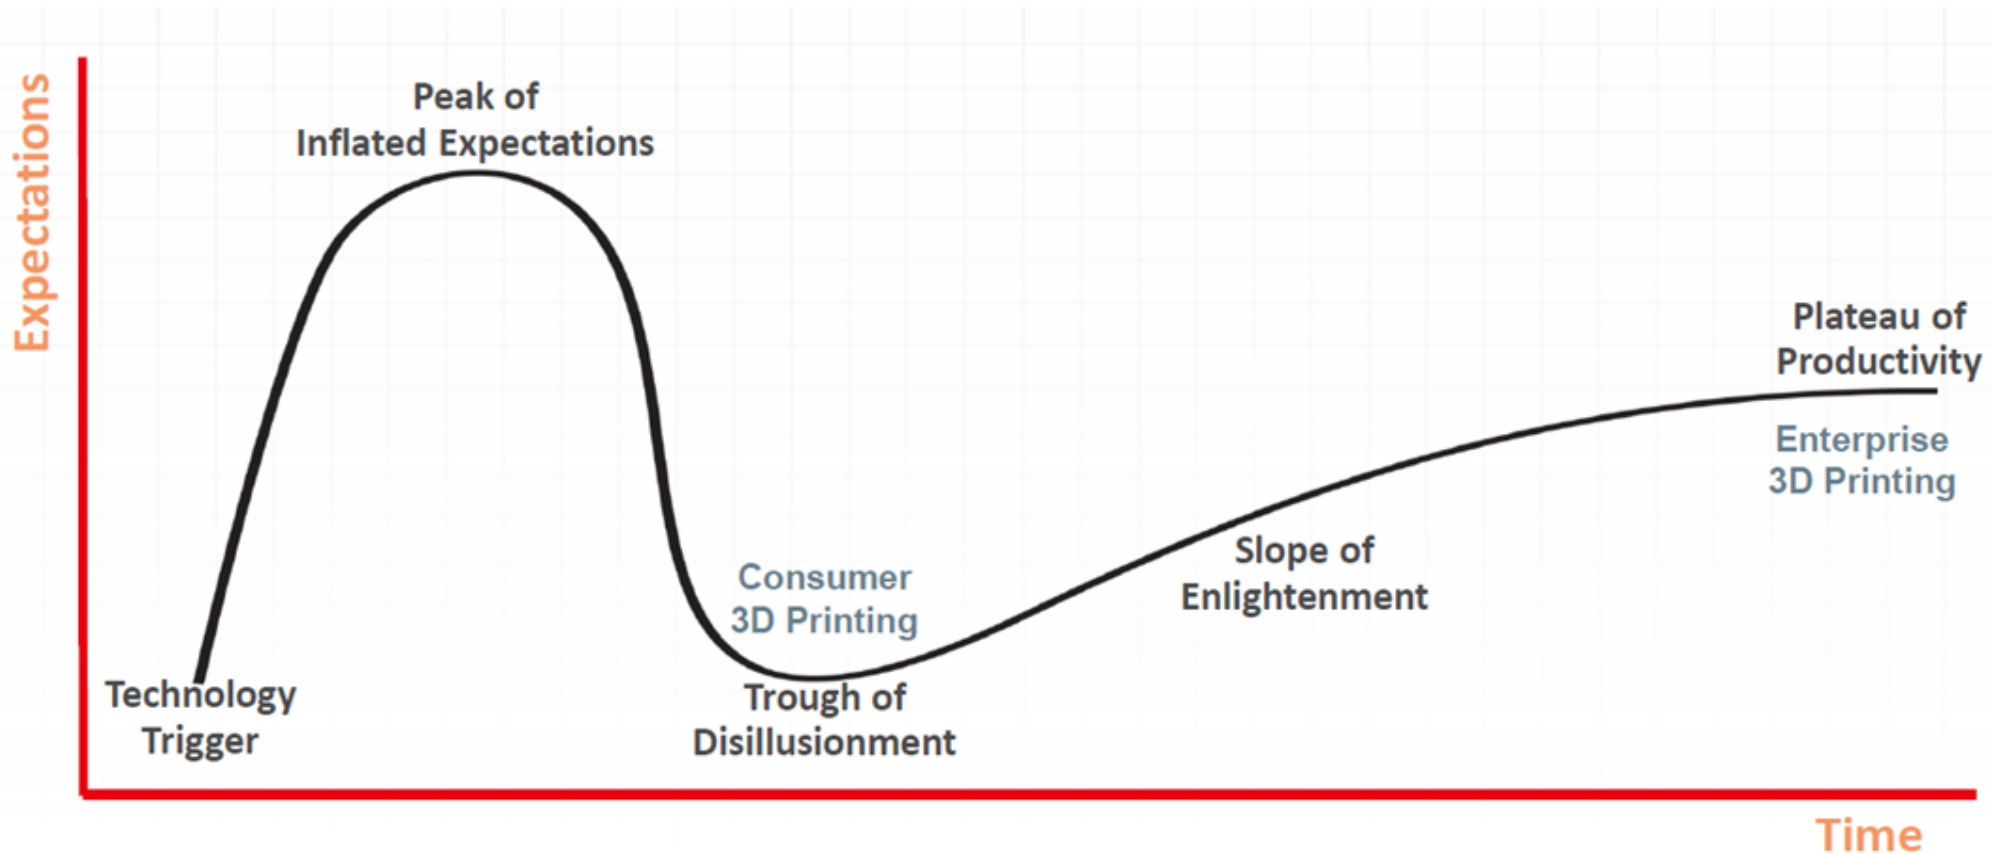 Expectations
Peak of
Inflated Expectations
Plateau of
Productivity
Enterprise
3D Printing
Slope of
Enlightenment
Consumer
3D Printing
Technology
Trigger
Trough of
Disillusionment
Time